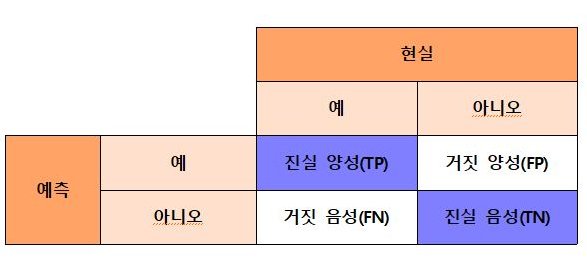 현실
예 아니오
예측 예 진실 양성(TP) 거짓 양성(FP)
아니오 거짓 음성(FN) 진실 음성(TN)